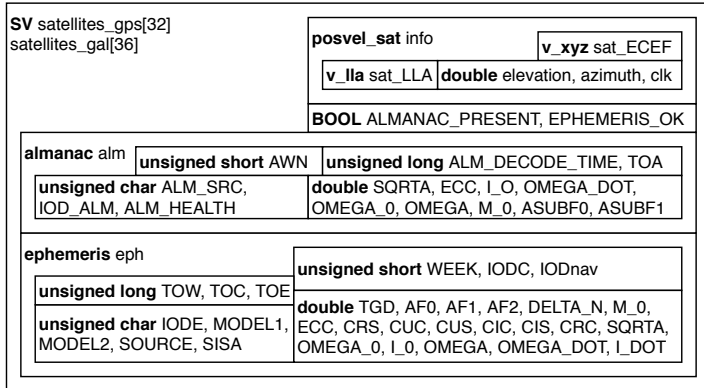 SV satellites_gps[32]
satellites_gal[36]
posvel_sat info
v_xyz sat_ECEF
v_lla sat_LLA
double elevation, azimuth, clk
BOOL ALMANAC_PRESENT, EPHEMERIS_OK
almanac alm
unsigned short AWN
unsigned long ALM_DECODE_TIME, TOA
unsigned char ALM_SRC,
IOD_ALM, ALM_HEALTH
double SQRTA, ECC, I_O, OMEGA_DOT,
OMEGA_0, OMEGA, M_0, ASUBF0, ASUBF1
ephemeris eph
unsigned short WEEK, IODC, IODnav
unsigned long TOW, TOC, TOE
unsigned char IODE, MODEL1,
MODEL2, SOURCE, SISA
double TGD, AF0, AF1, AF2, DELTA_N, M_0,
ECC, CRS, CUC, CUS, CIC, CIS, CRC, SQRTA,
OMEGA_0, I_0, OMEGA, OMEGA_DOT, I_DOT